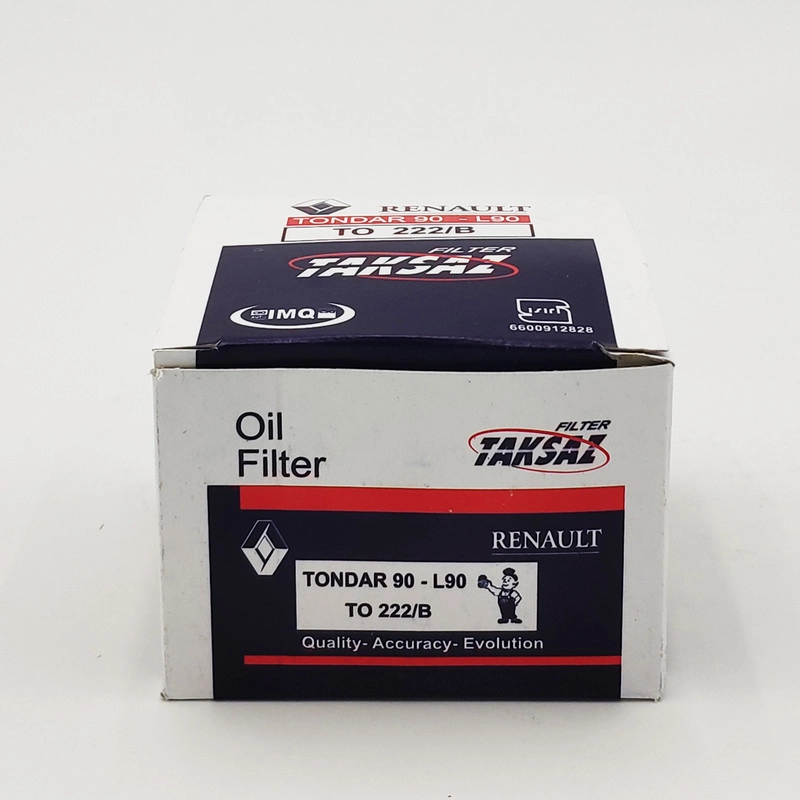 RENAULT
TONDAR 90 - L90
TO 222/B
FILTER
TAKSAZ
IMQ
6600912828
Oil
Filter
FILTER
TAKSAZ
RENAULT
TONDAR 90 - L90
TO 222/B
Quality- Accuracy- Evolution